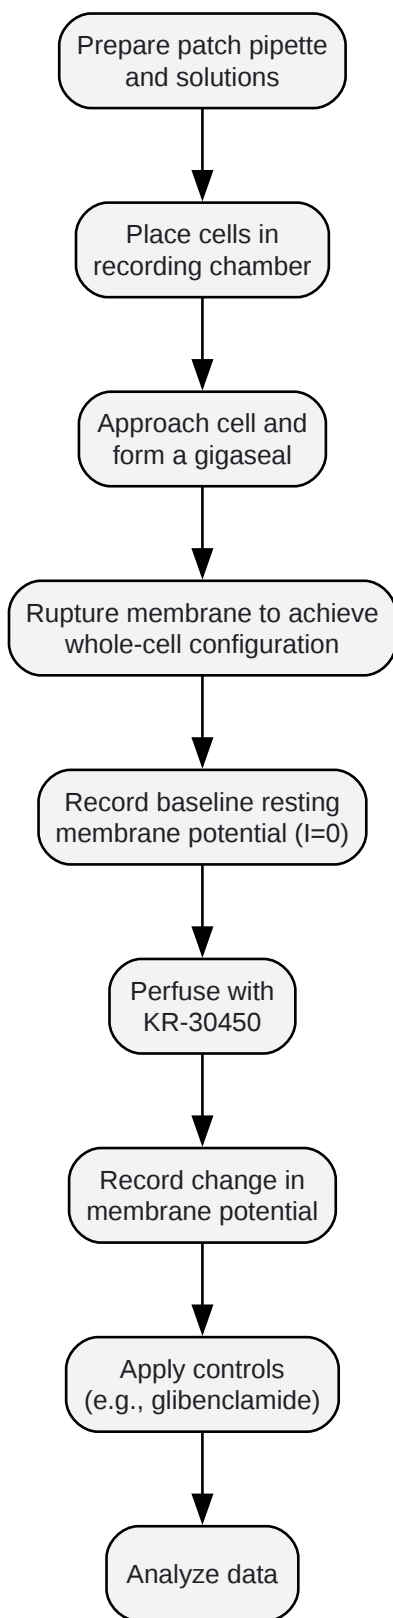 Prepare patch pipette
and solutions
Place cells in
recording chamber
Approach cell and
form a gigaseal
Rupture membrane to achieve
whole-cell configuration
Record baseline resting
membrane potential (I=0)
Perfuse with
KR-30450
Record change in
membrane potential
Apply controls
(e.g., glibenclamide)
Analyze data